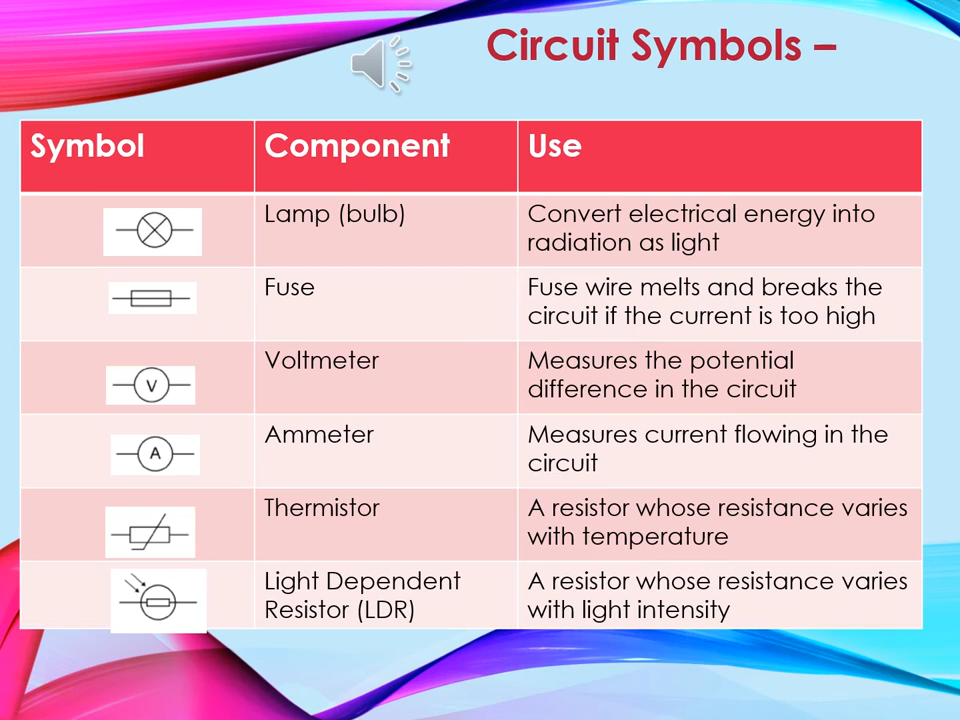 Circuit Symbols –
Symbol
Component
Use
Lamp (bulb)
Convert electrical energy into
radiation as light
Fuse
Fuse wire melts and breaks the
circuit if the current is too high
V
Voltmeter
Measures the potential
difference in the circuit
A
Ammeter
Measures current flowing in the
circuit
Thermistor
A resistor whose resistance varies
with temperature
Light Dependent
Resistor (LDR)
A resistor whose resistance varies
with light intensity